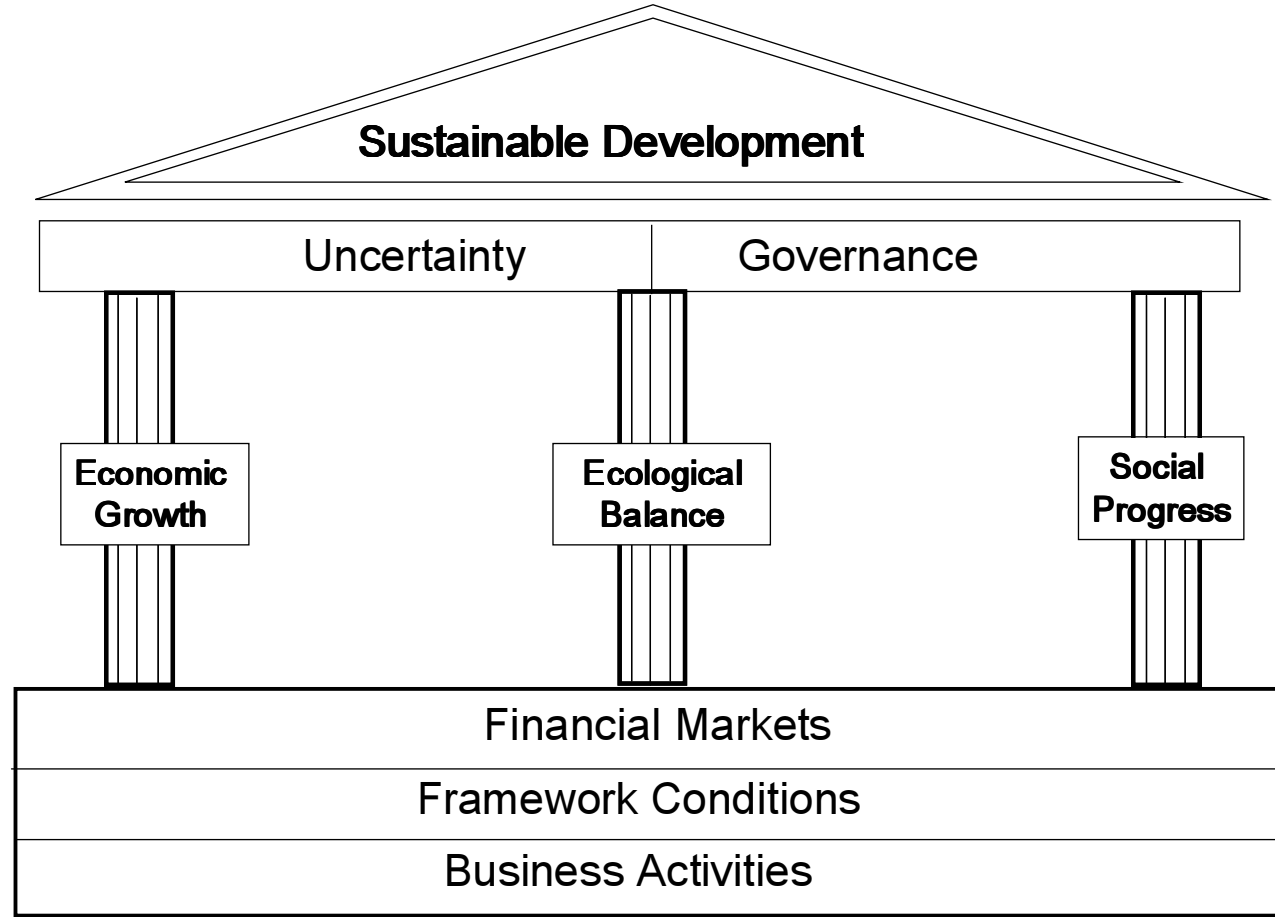 Sustainable Development
Uncertainty
Governance
Economic
Growth
Ecological
Balance
Social
Progress
Financial Markets
Framework Conditions
Business Activities